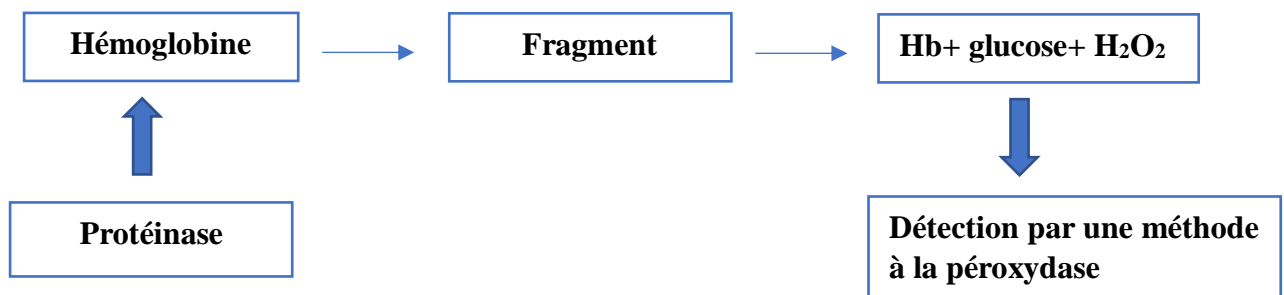 Hémoglobine
Fragment
Hb+ glucose+ H₂O₂
Protéinase
Détection par une méthode
à la péroxydase